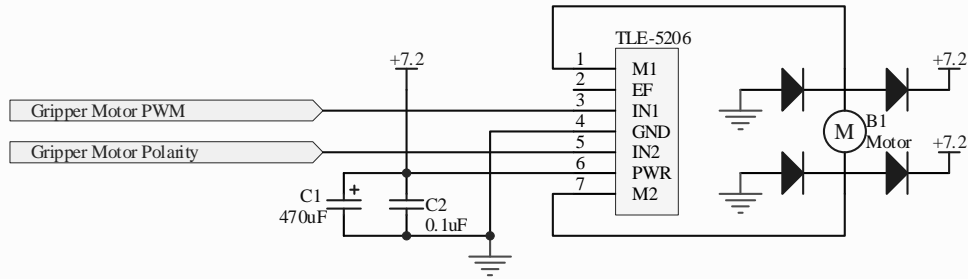 TLE-5206
+7.2
+7.2
1 M1
2 EF
Gripper Motor PWM
3 IN1
B1
4 GND
M
Motor
Gripper Motor Polarity
5 IN2
+7.2
6 PWR
7 M2
C1
+
470uF
C2
0.1uF